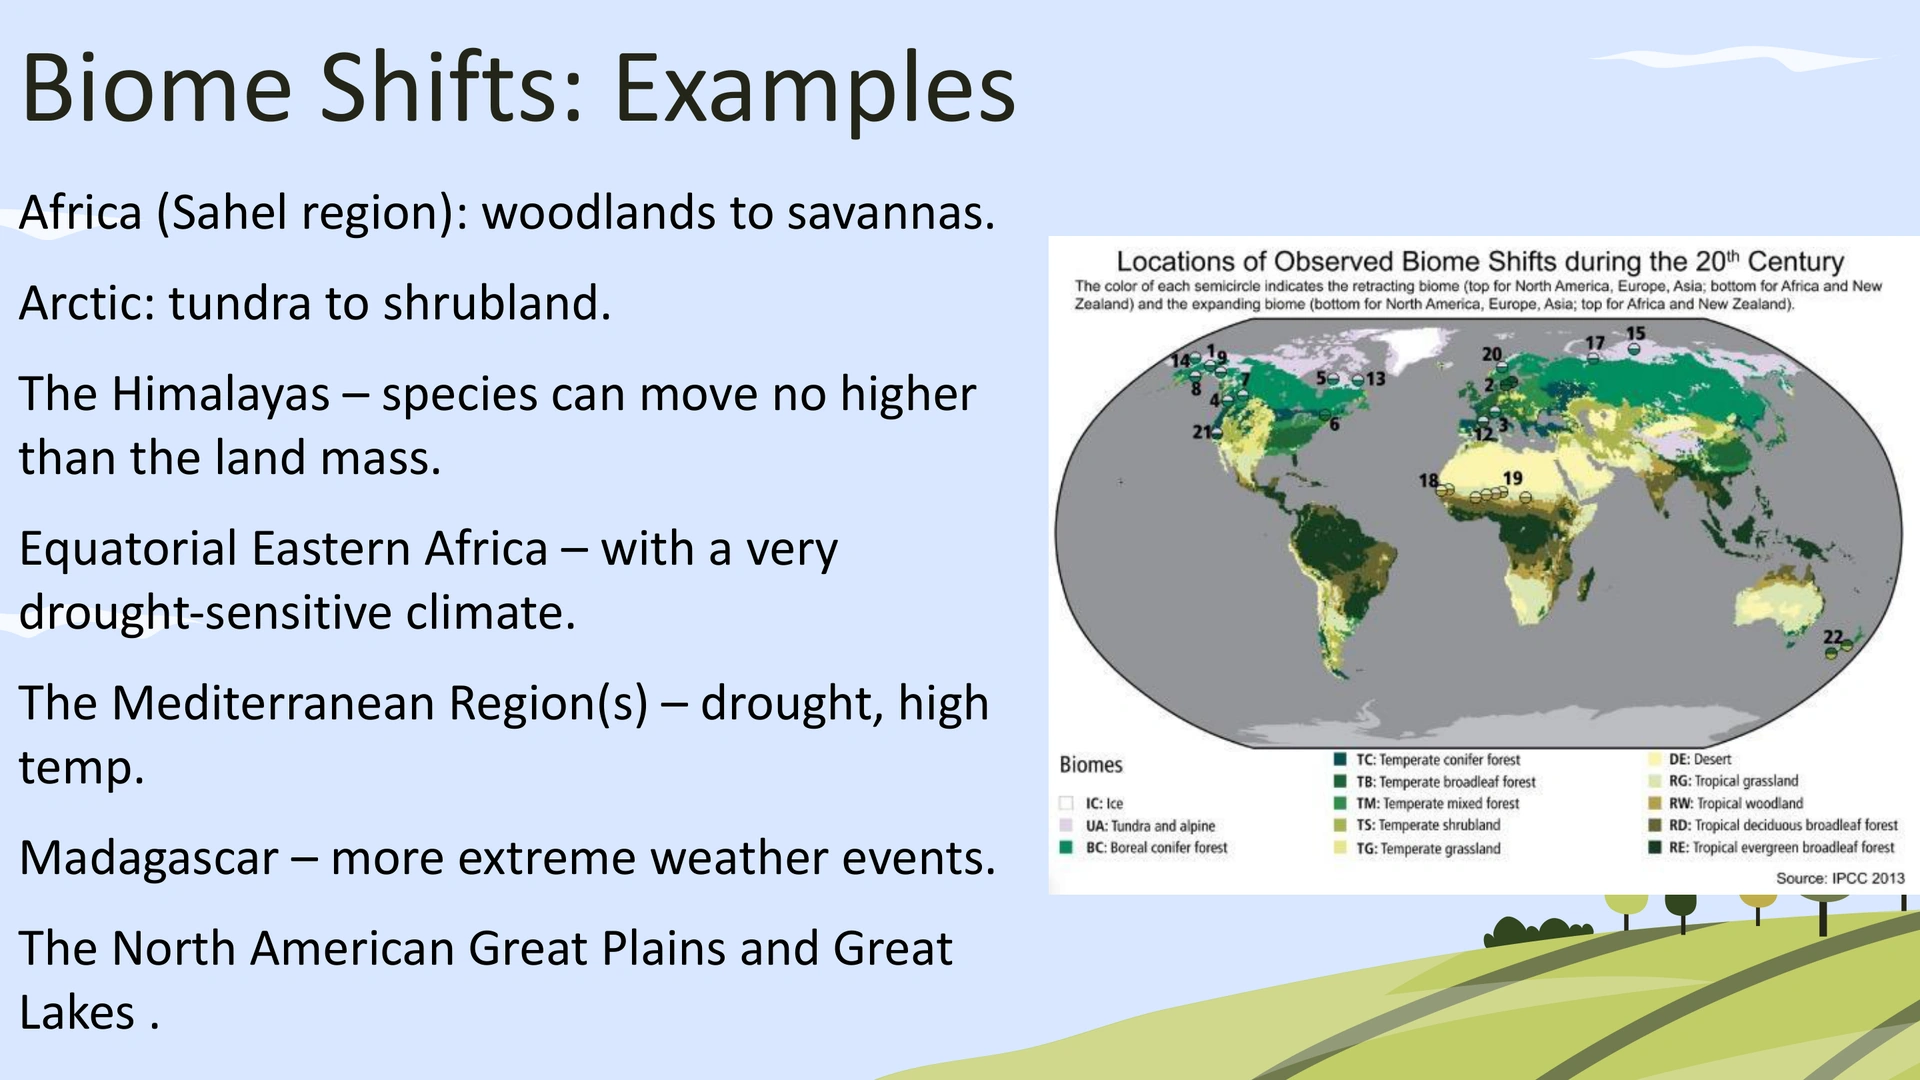 Biome Shifts: Examples
Africa (Sahel region): woodlands to savannas.
Arctic: tundra to shrubland.
The Himalayas – species can move no higher
than the land mass.
Equatorial Eastern Africa – with a very
drought-sensitive climate.
The Mediterranean Region(s) – drought, high
temp.
Madagascar – more extreme weather events.
The North American Great Plains and Great
Lakes .
Locations of Observed Biome Shifts during the 20th Century
The color of each semicircle indicates the retracting biome (top for North America, Europe, Asia; bottom for Africa and New
Zealand) and the expanding biome (bottom for North America, Europe, Asia; top for Africa and New Zealand).
14
1
9
8
7
4
21
5
13
6
20
2
12
3
17
15
18
19
22
Biomes
IC: Ice
UA: Tundra and alpine
BC: Boreal conifer forest
TC: Temperate conifer forest
TB: Temperate broadleaf forest
TM: Temperate mixed forest
TS: Temperate shrubland
TG: Temperate grassland
DE: Desert
RG: Tropical grassland
RW: Tropical woodland
RD: Tropical deciduous broadleaf forest
RE: Tropical evergreen broadleaf forest
Source: IPCC 2013